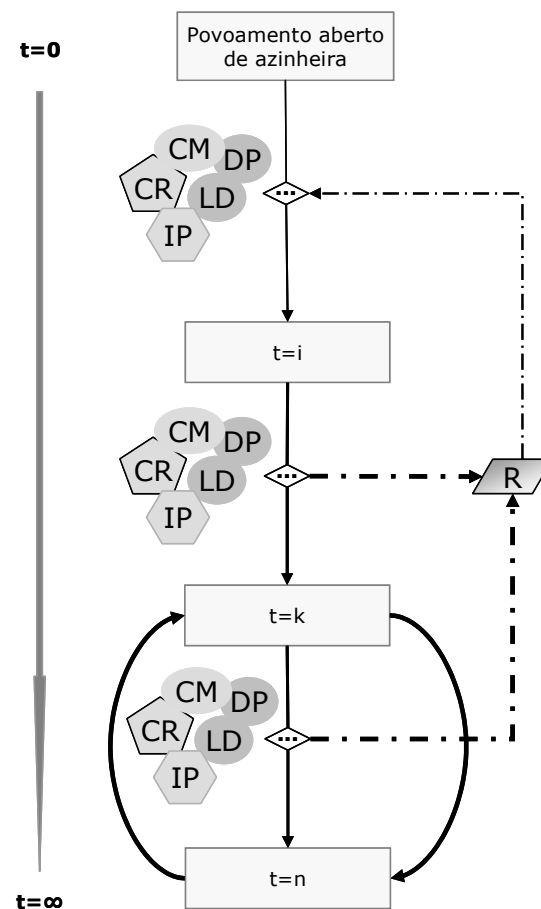 t=0
Povoamento aberto
de azinheira
CM
DP
CR
LD
...
IP
t=i
CM
DP
CR
LD
...
R
IP
t=k
CM
DP
CR
LD
...
IP
t=n
t=∞